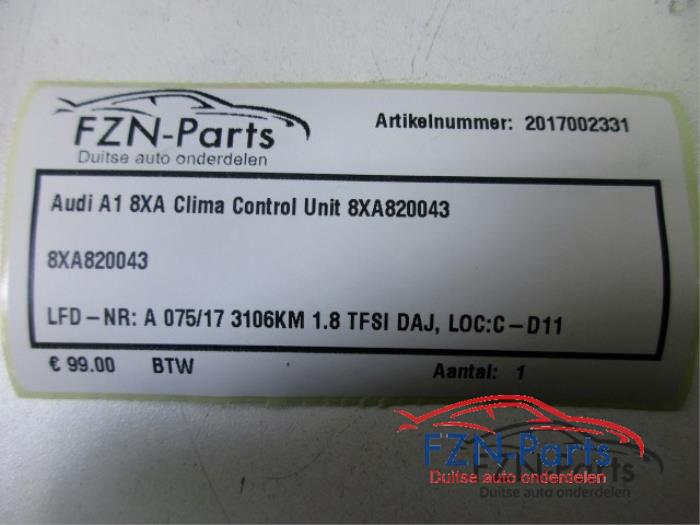 FZN-Parts
Duitse auto onderdelen
Artikelnummer: 2017002331
Audi A1 8XA Clima Control Unit 8XA820043
8XA820043
LFD-NR: A 075/17 3106KM 1.8 TFSI DAJ, LOC:C-D11
€ 99.00 BTW Aantal: 1
FZN-Parts
Duitse auto onderdelen